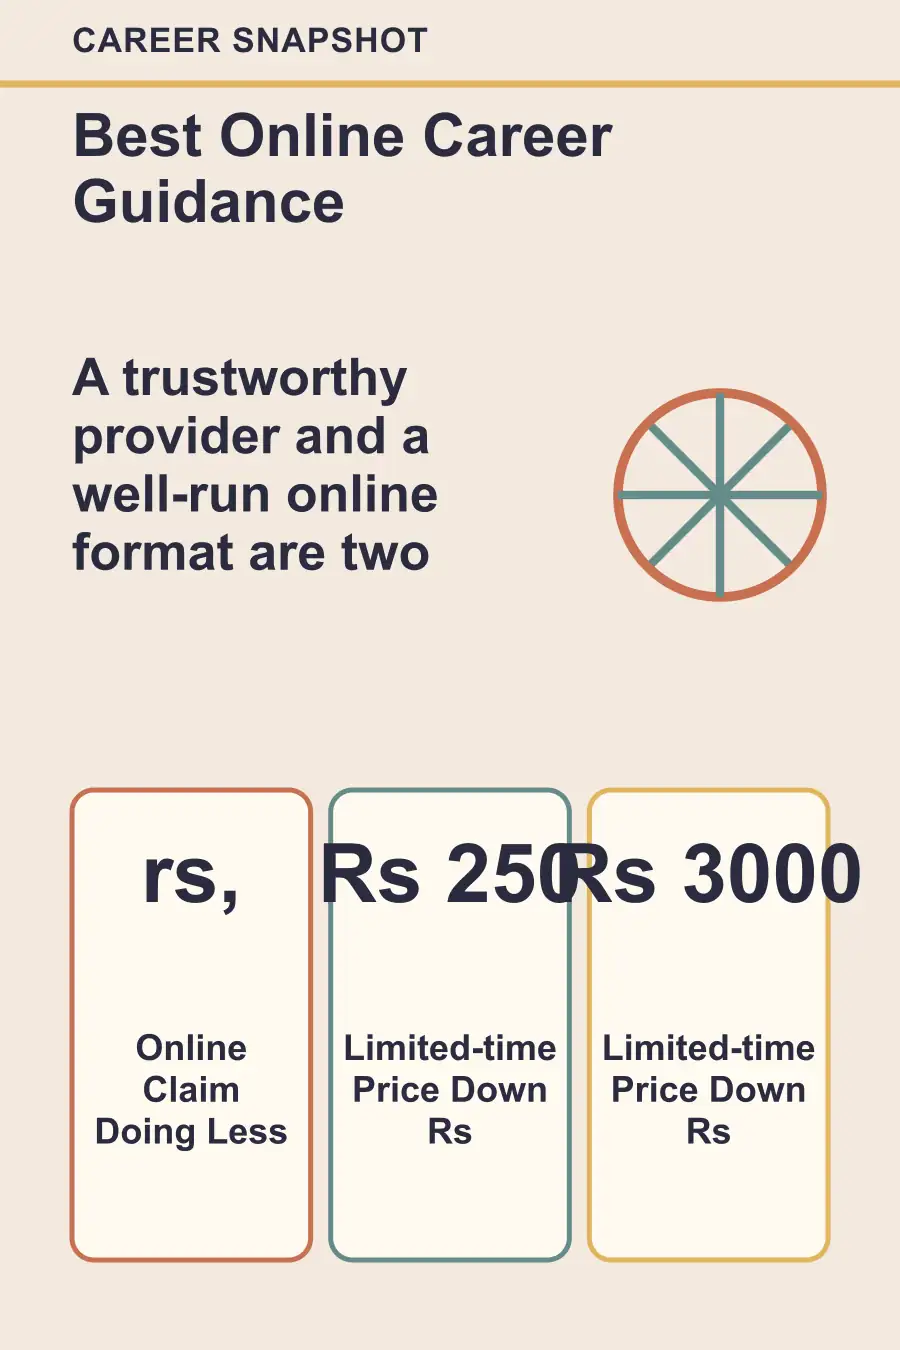 CAREER SNAPSHOT
Best Online Career
Guidance
A trustworthy
provider and a
well-run online
format are two
rs,
Rs 250
Rs 3000
Online
Claim
Doing Less
Limited-time
Price Down
Rs
Limited-time
Price Down
Rs